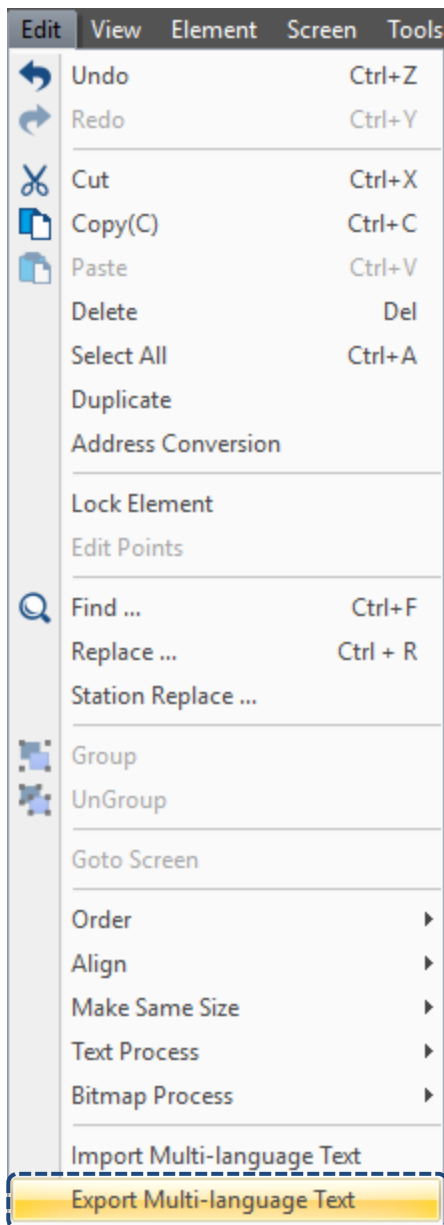 Edit View Element Screen Tools
Undo Ctrl+Z
Redo Ctrl+Y
Cut Ctrl+X
Copy(C) Ctrl+C
Paste Ctrl+V
Delete Del
Select All Ctrl+A
Duplicate
Address Conversion
Lock Element
Edit Points
Find ... Ctrl+F
Replace ... Ctrl + R
Station Replace ...
Group
UnGroup
Goto Screen
Order
Align
Make Same Size
Text Process
Bitmap Process
Import Multi-language Text
Export Multi-language Text